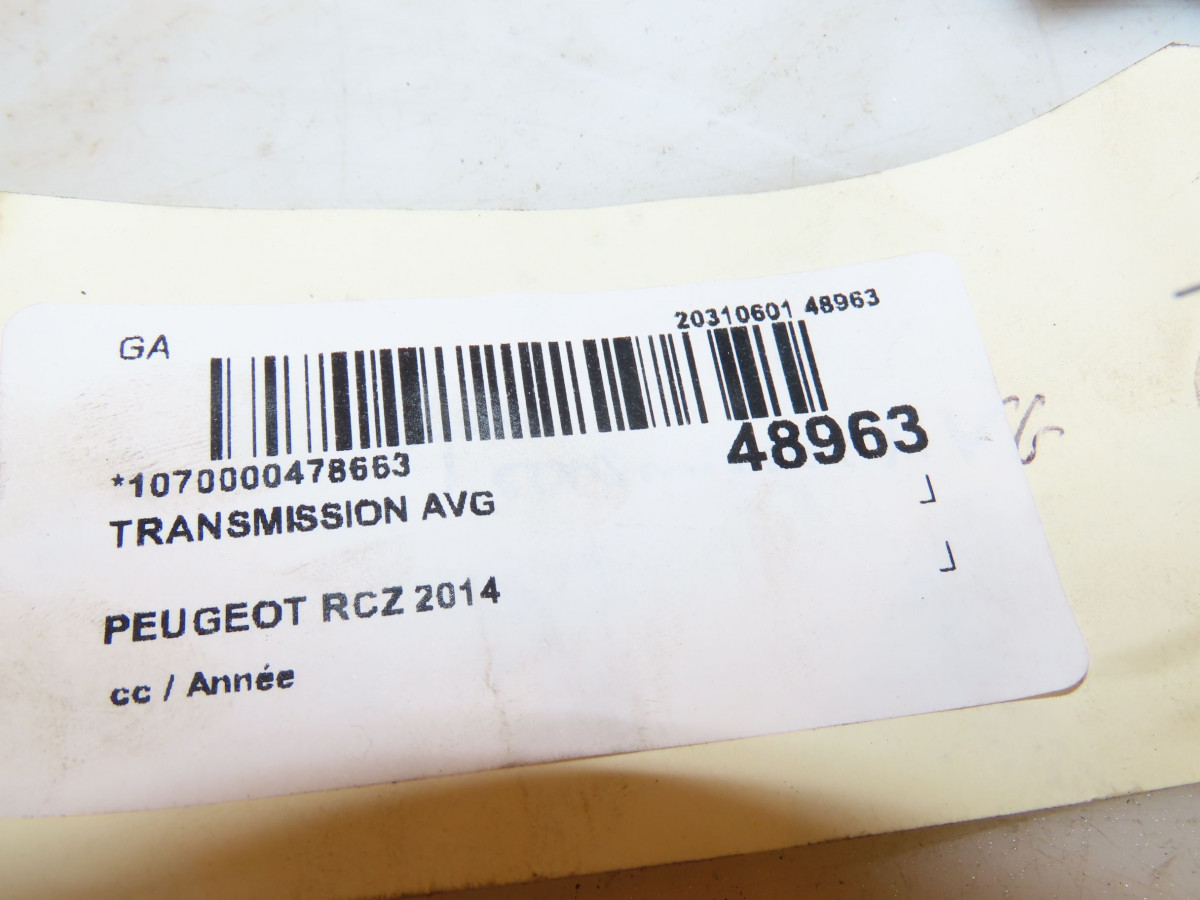 GA
20310601 48963
*1070000478663
48963
TRANSMISSION AVG
PEUGEOT RCZ 2014
cc / Année